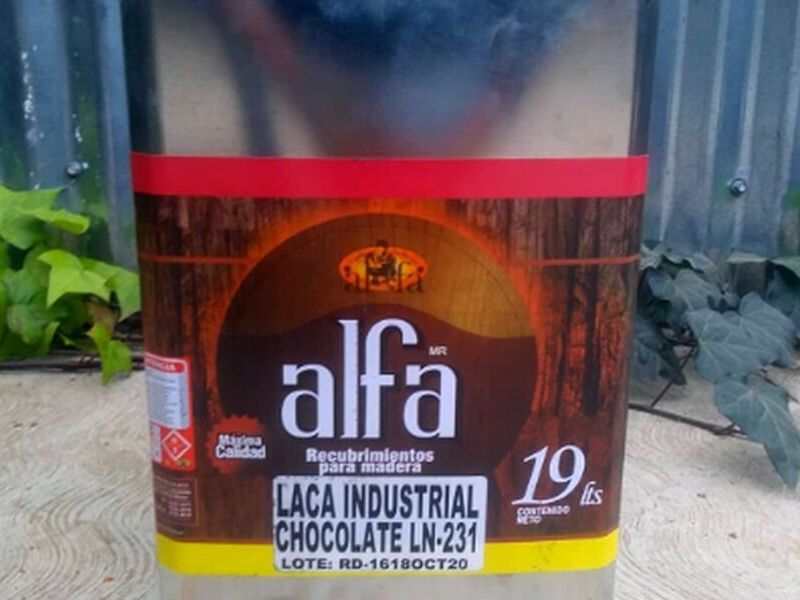 alfa
alfa
MR
Máxima
Calidad
Recubrimientos
para madera
19 lts.
CONTENIDO
NETO
LACA INDUSTRIAL
CHOCOLATE LN-231
LOTE: RD-1618OCT20